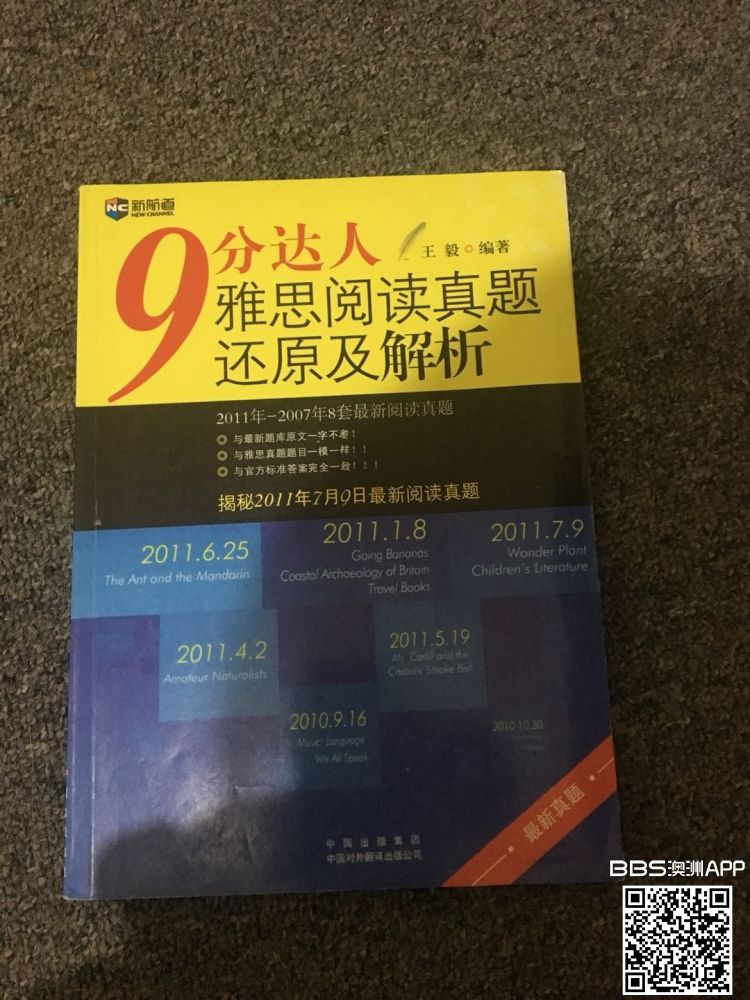 NC 新航道
NEW CHANNEL
9分达人
王毅 编著
雅思阅读真题
还原及解析
2011年-2007年8套最新阅读真题
◎ 与最新题库原文一字不差!
◎ 与雅思真题题目一模一样!!
◎ 与官方标准答案完全一致!!!
揭秘2011年7月9日最新阅读真题
2011.6.25
The Ant and the Mandarin
2011.1.8
Going Bananas
Coastal Archaeology of Britain
Travel Books
2011.7.9
Wonder Plant
Children's Literature
2011.4.2
Amateur Naturalists
2011.5.19
Ms. Carlill and the
Carbolic Smoke Ball
2010.9.16
Music: Language
We All Speak
2010.10.30
最新真题
中国出版集团
中国对外翻译出版公司
BBS澳洲APP